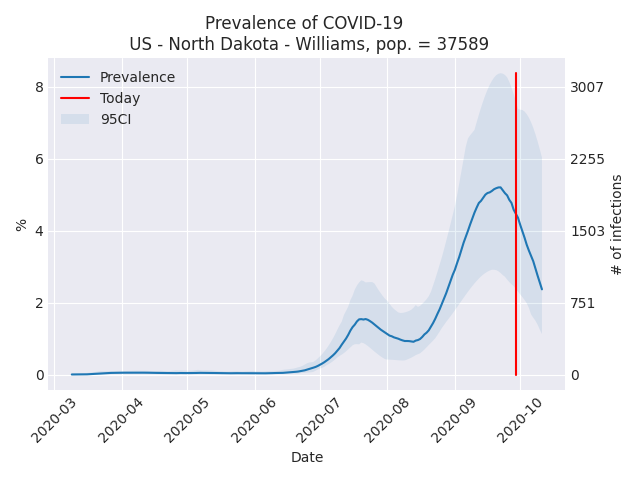 Prevalence of COVID-19
US - North Dakota - Williams, pop. = 37589
Prevalence
Today
95CI
8
6
4
2
0
%
3007
2255
1503
751
0
# of infections
2020-03
2020-04
2020-05
2020-06
2020-07
2020-08
2020-09
2020-10
Date